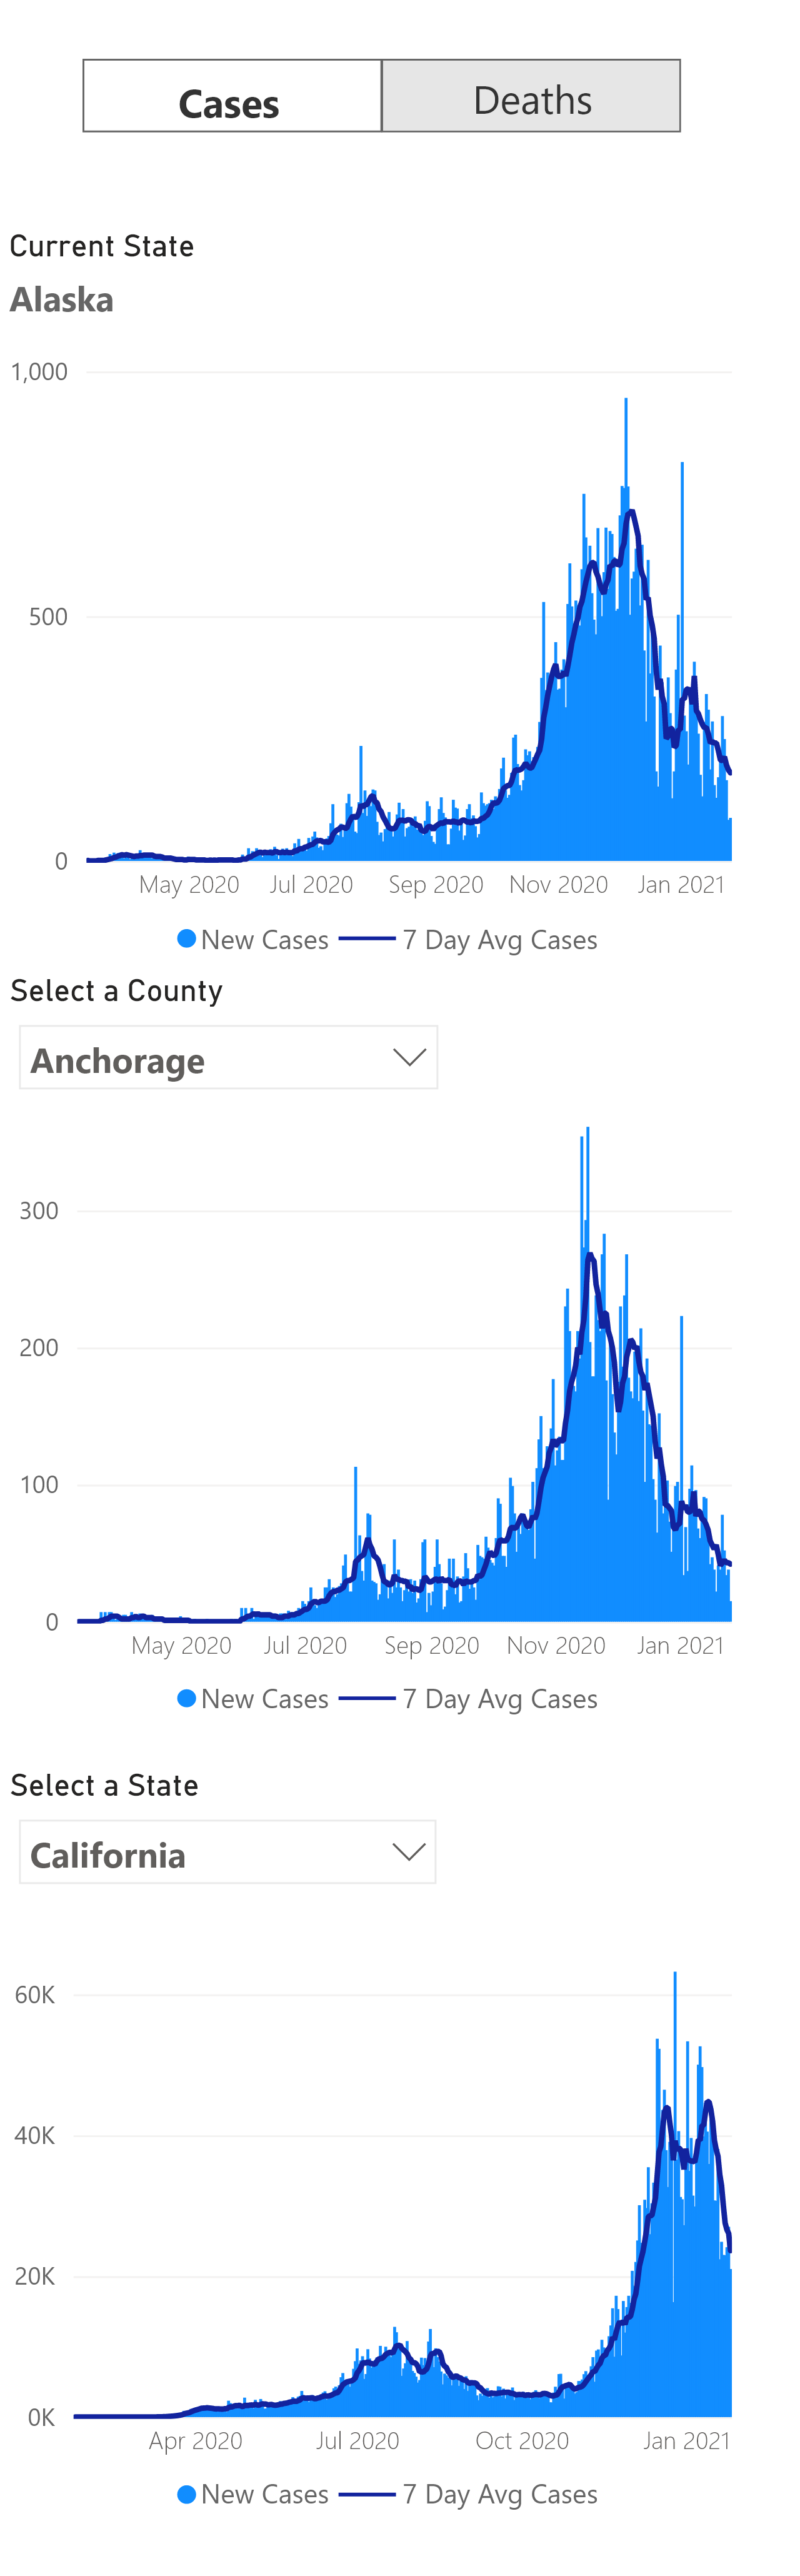 Cases Deaths
Current State
Alaska
1,000
500
0
May 2020 Jul 2020 Sep 2020 Nov 2020 Jan 2021
New Cases 7 Day Avg Cases
Select a County
Anchorage
300
200
100
0
May 2020 Jul 2020 Sep 2020 Nov 2020 Jan 2021
New Cases 7 Day Avg Cases
Select a State
California
60K
40K
20K
0K
Apr 2020 Jul 2020 Oct 2020 Jan 2021
New Cases 7 Day Avg Cases